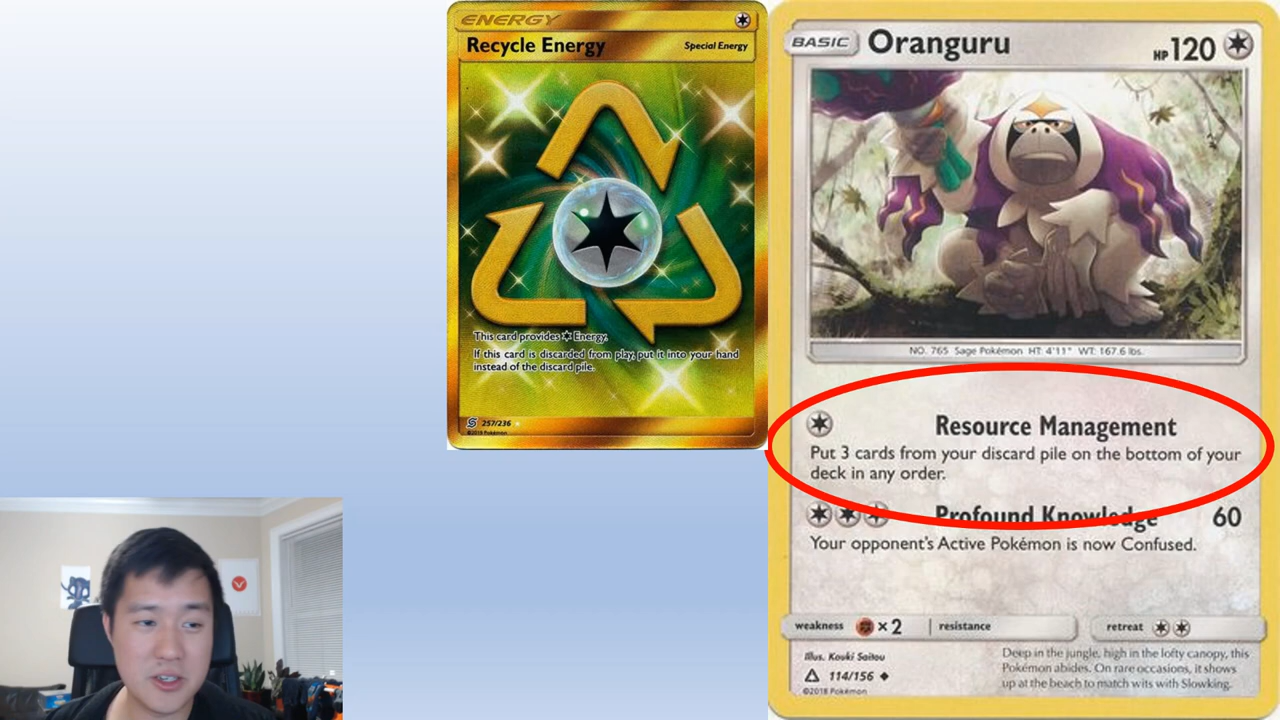 ENERGY
Recycle Energy
Special Energy
This card provides Energy.
If this card is discarded from play, put it into your hand
instead of the discard pile.
257/236
©2019 Pokémon
BASIC
Oranguru
HP 120
NO. 765 Sage Pokémon HT: 4'11" WT: 167.6 lbs.
Resource Management
Put 3 cards from your discard pile on the bottom of your
deck in any order.
Profound Knowledge 60
Your opponent's Active Pokémon is now Confused.
weakness ×2 resistance
retreat
Illus. Kouki Saitou
114/156
©2018 Pokémon
Deep in the jungle, high in the lofty canopy, this
Pokémon abides. On rare occasions, it shows
up at the beach to match wits with Slowking.